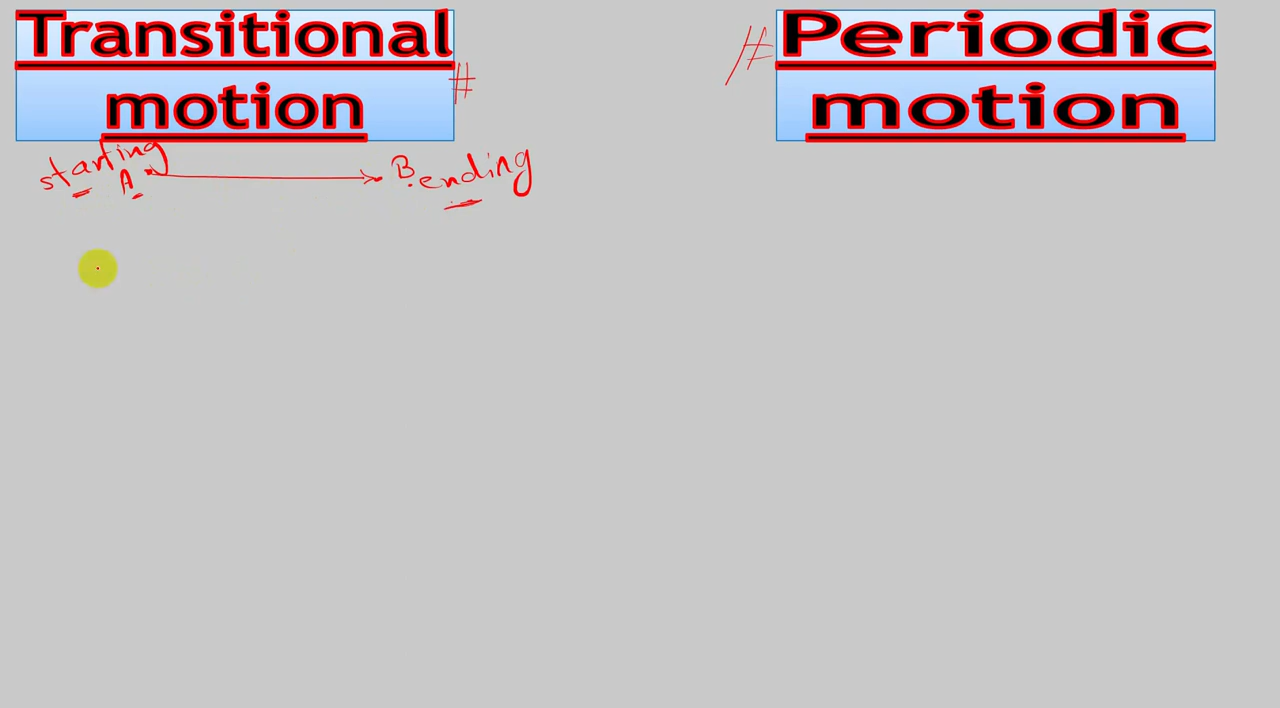 Transitional
motion
#
# Periodic
motion
starting
A
B
ending